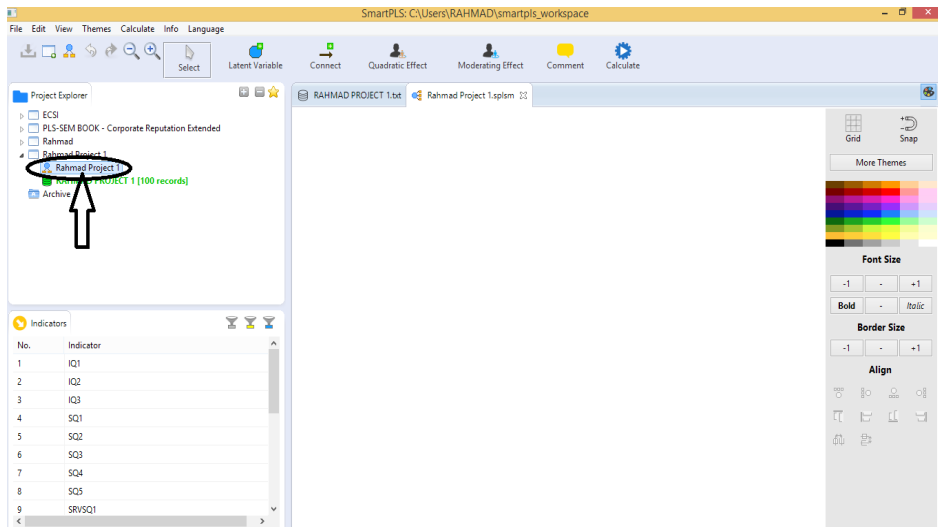 SmartPLS: C:\Users\RAHMAD\smartpls_workspace
File Edit View Themes Calculate Info Language
Select
Latent Variable
Connect
Quadratic Effect
Moderating Effect
Comment
Calculate
Project Explorer
ECSI
PLS-SEM BOOK - Corporate Reputation Extended
Rahmad
Rahmad Project 1
Rahmad Project 1
RAHMAD PROJECT 1 [100 records]
Archive
RAHMAD PROJECT 1.txt
Rahmad Project 1.splsm
Indicators
No. Indicator
1 IQ1
2 IQ2
3 IQ3
4 SQ1
5 SQ2
6 SQ3
7 SQ4
8 SQ5
9 SRVSQ1
Grid Snap
More Themes
Font Size
-1 - +1
Bold - Italic
Border Size
-1 - +1
Align